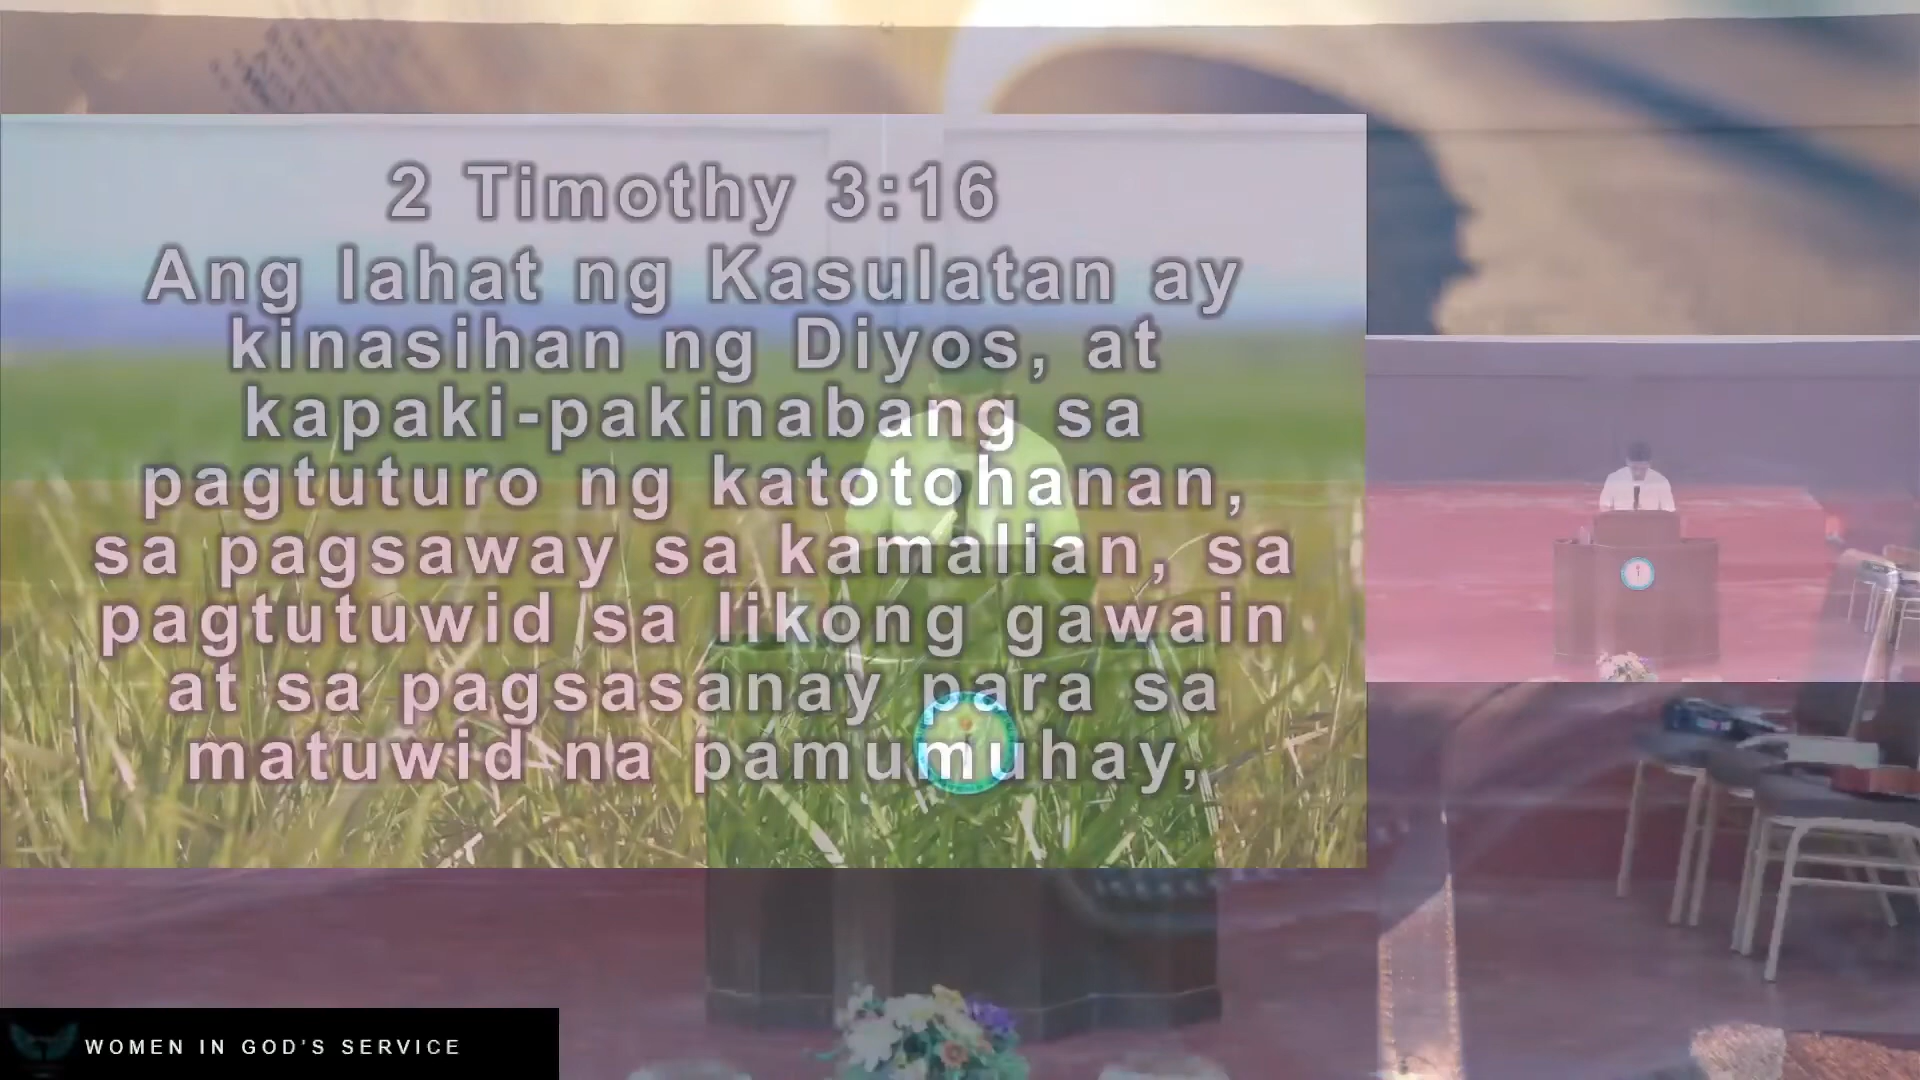 2 Timothy 3:16
Ang lahat ng Kasulatan ay
kinasihan ng Diyos, at
kapaki-pakinabang sa
pagtuturo ng katotohanan,
sa pagsaway sa kamalian, sa
pagtutuwid sa likong gawain
at sa pagsasanay para sa
matuwid na pamumuhay,
WOMEN IN GOD'S SERVICE